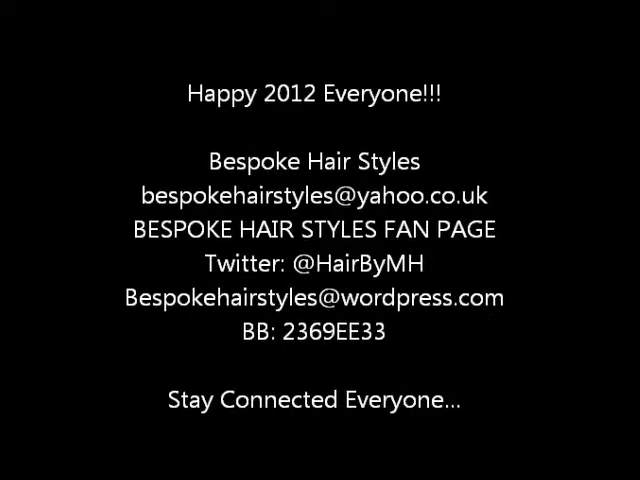 Happy 2012 Everyone!!!
Bespoke Hair Styles
bespokehairstyles@yahoo.co.uk
BESPOKE HAIR STYLES FAN PAGE
Twitter: @HairByMH
Bespokehairstyles@wordpress.com
BB: 2369EE33
Stay Connected Everyone...